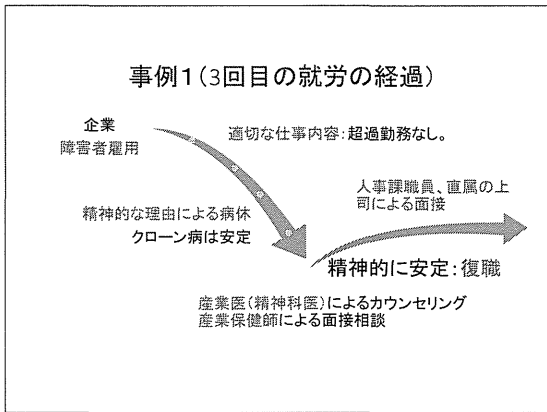 事例1(3回目の就労の経過)
企業
障害者雇用
適切な仕事内容:超過勤務なし。
人事課職員、直属の上
司による面接
精神的な理由による病休
クローン病は安定
精神的に安定:復職
産業医(精神科医)によるカウンセリング
産業保健師による面接相談